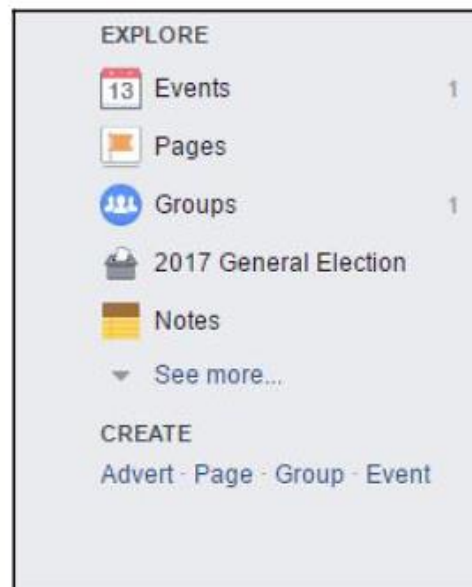 EXPLORE
13 Events 1
Pages
Groups 1
2017 General Election
Notes
See more...
CREATE
Advert · Page · Group · Event